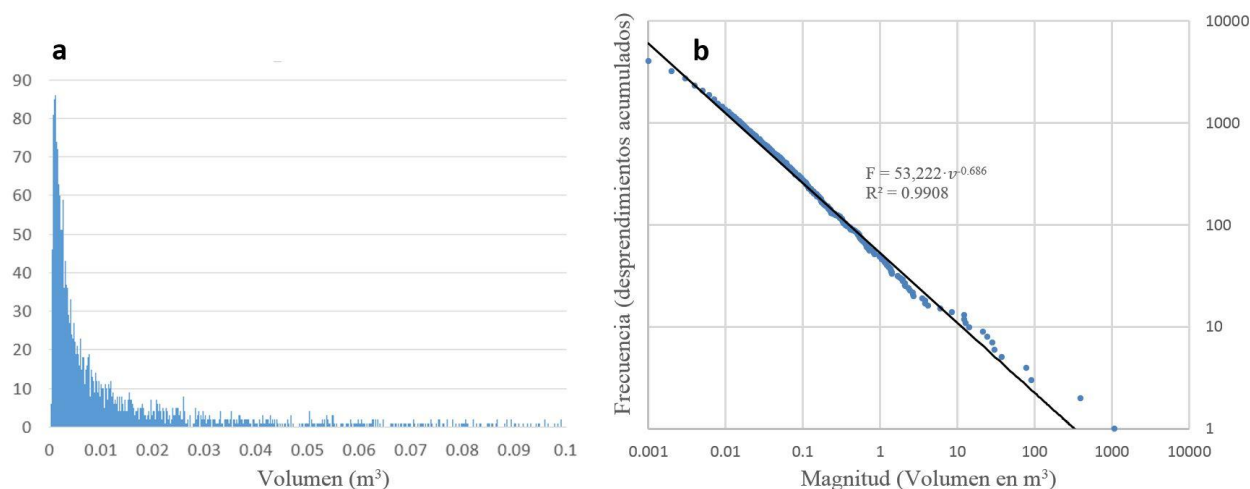 a
90
80
70
60
50
40
30
20
10
0
0 0.01 0.02 0.03 0.04 0.05 0.06 0.07 0.08 0.09 0.1
Volumen (m³)
b
Frecuencia (desprendimientos acumulados)
F = 53,222·v^-0.686
R² = 0.9908
10000
1000
100
10
1
0.001 0.01 0.1 1 10 100 1000 10000
Magnitud (Volumen en m³)